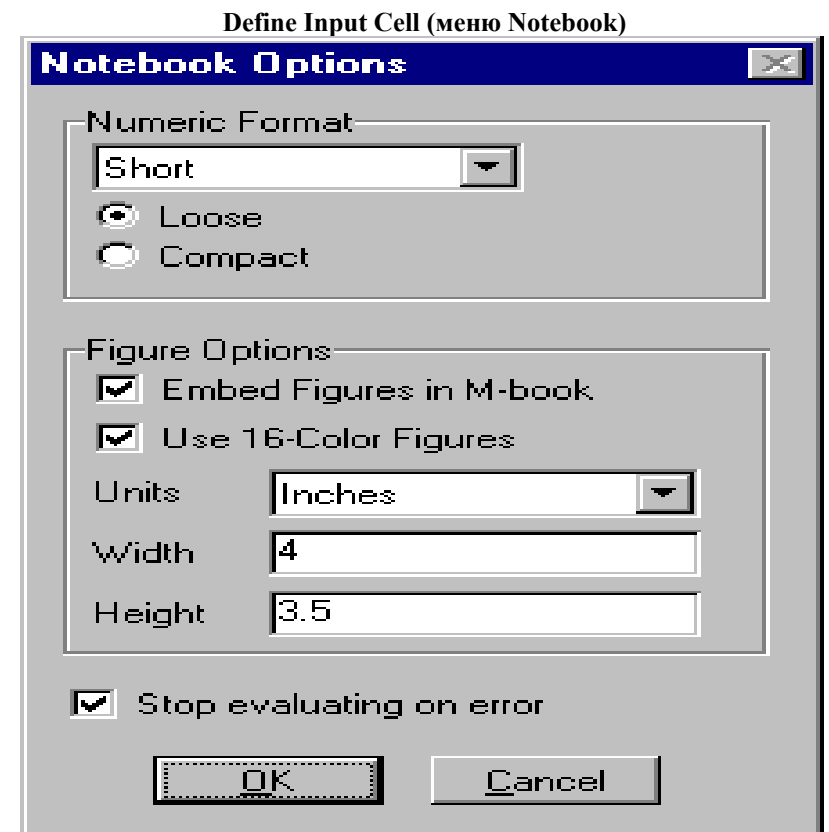 Define Input Cell (меню Notebook)
Notebook Options
Numeric Format
Short
Loose
Compact
Figure Options
Embed Figures in M-book
Use 16-Color Figures
Units Inches
Width 4
Height 3.5
Stop evaluating on error
OK Cancel